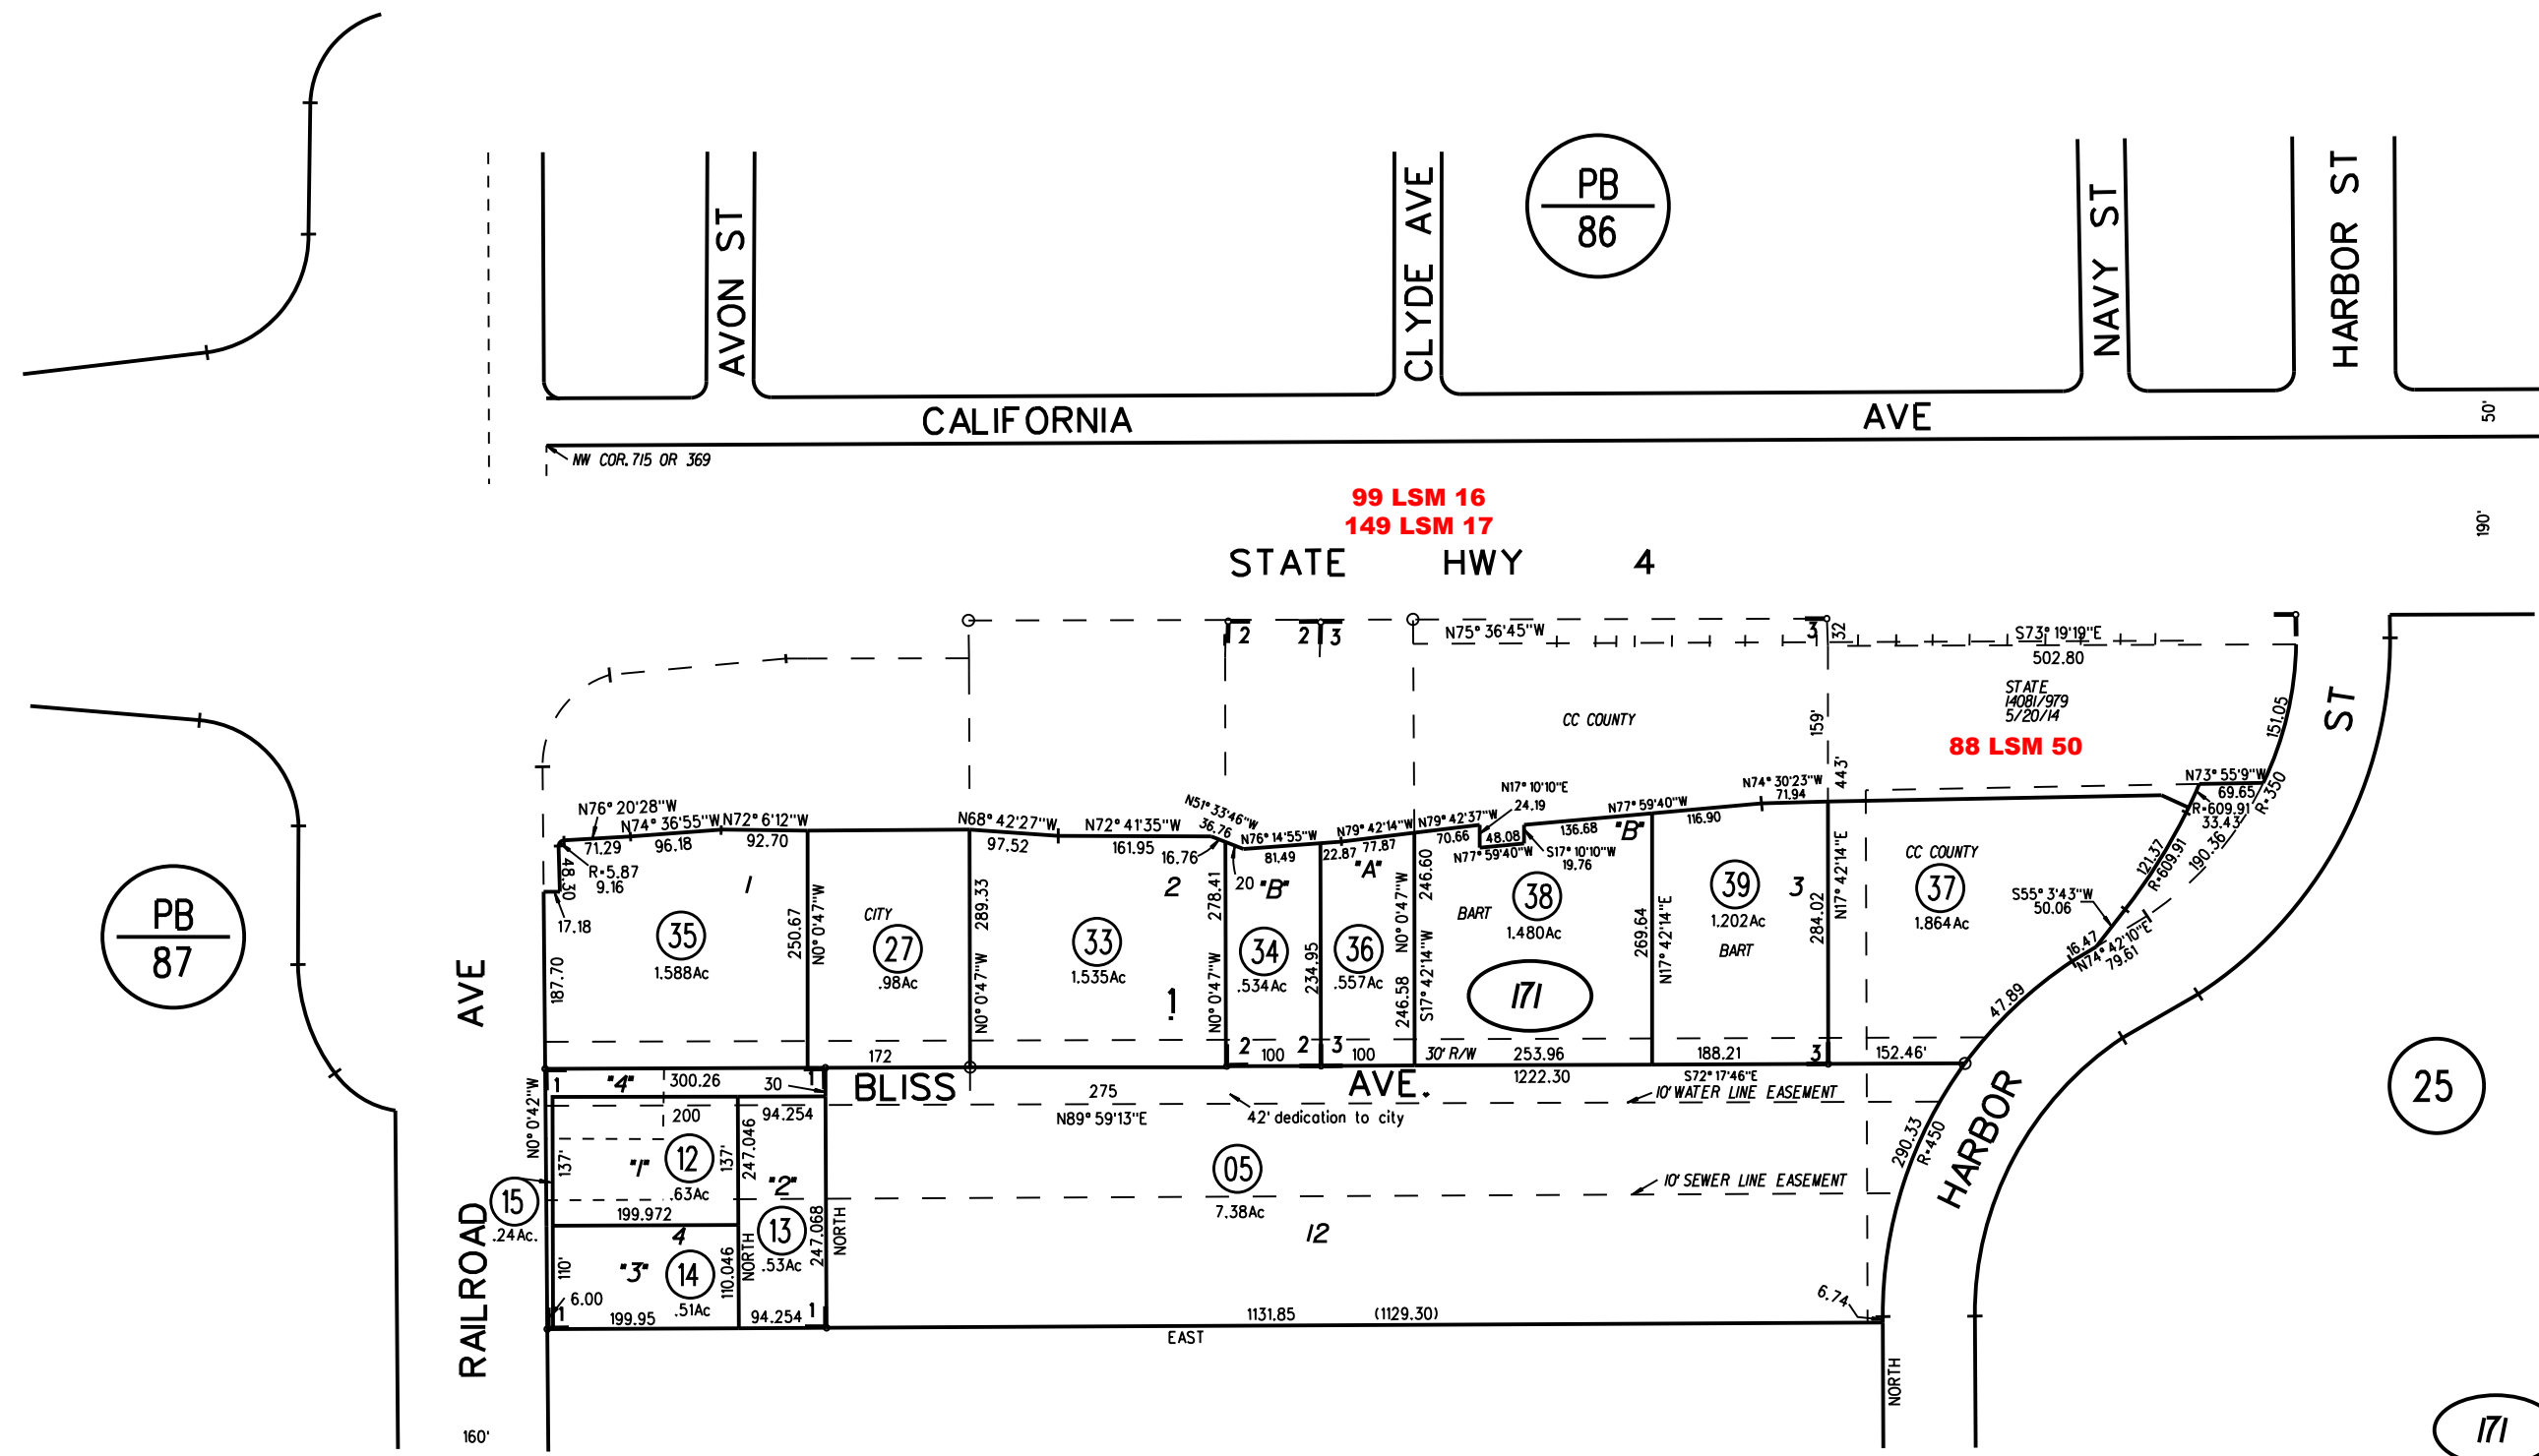 AVON ST
CLYDE AVE
PB
86
NAVY ST
HARBOR ST
CALIFORNIA AVE
50'
NW COR. 715 OR 369
99 LSM 16
149 LSM 17
190'
STATE HWY 4
2
2
3
N75° 36'45"W
3
32
S73° 19'19"E
502.80
STATE
14081/979
5/20/14
CC COUNTY
159'
151.05
ST
88 LSM 50
443'
N73° 55'9"W
69.65
R=350
R=609.91
33.43
N76° 20'28"W
N74° 36'55"W
N72° 6'12"W
71.29
96.18
92.70
N68° 42'27"W
97.52
N72° 41'35"W
161.95
N51° 33'46"W
36.76
16.76
N76° 14'55"W
81.49
20
N79° 42'14"W
22.87
77.87
N79° 42'37"W
70.66
N17° 10'10"E
24.19
48.08
N77° 59'40"W
S17° 10'10"W
19.76
N77° 59'40"W
136.68
"B"
116.90
N74° 30'23"W
71.94
48.30
R=5.87
9.16
17.18
187.70
1
35
1.588Ac
250.67
N0° 0'47"W
CITY
27
.98Ac
289.33
N0° 0'47"W
2
33
1.535Ac
1
278.41
N0° 0'47"W
"B"
34
.534Ac
234.95
"A"
36
.557Ac
246.60
N0° 0'47"W
246.58
S17° 42'14"W
BART
38
1.480Ac
171
269.64
N17° 42'14"E
39
1.202Ac
BART
3
284.02
N17° 42'14"E
CC COUNTY
37
1.864Ac
121.37
R=609.91
190.36
S55° 3'43"W
50.06
16.47
N74° 42'10"E
79.61
47.89
PB
87
AVE
172
2
100
2
3
100
30' R/W
253.96
188.21
3
152.46'
1
"4"
300.26
30
1
BLISS AVE.
275
1222.30
S72° 17'46"E
10' WATER LINE EASEMENT
N89° 59'13"E
42' dedication to city
N0° 0'42"W
200
94.254
137'
"1"
12
.63Ac
137'
247.046
"2"
15
.24Ac.
199.972
13
.53Ac
NORTH
247.068
NORTH
05
7.38Ac
12
10' SEWER LINE EASEMENT
290.33
R=450
HARBOR
25
4
"3"
14
.51Ac
110'
110.046
6.00
1
199.95
94.254
1
1131.85
(1129.30)
EAST
6.74
RAILROAD
NORTH
160'
171